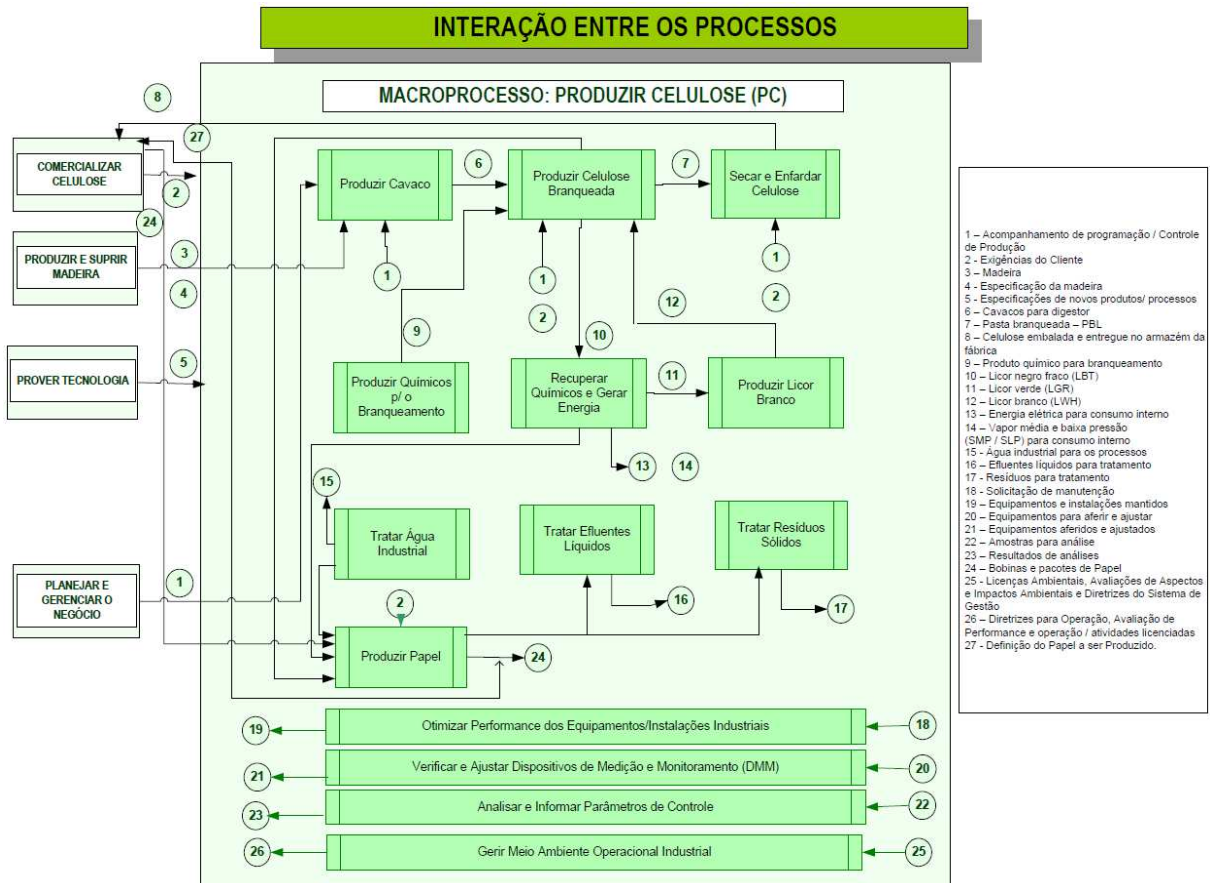 INTERAÇÃO ENTRE OS PROCESSOS
MACROPROCESSO: PRODUZIR CELULOSE (PC)
8
27
COMERCIALIZAR
CELULOSE
2
24
PRODUZIR E SUPRIR
MADEIRA
3
4
PROVER TECNOLOGIA
5
PLANEJAR E
GERENCIAR O
NEGÓCIO
1
Produzir Cavaco
6
Produzir Celulose
Branqueada
7
Secar e Enfardar
Celulose
1
1
2
1
2
9
10
12
Produzir Químicos
p/ o
Branqueamento
Recuperar
Químicos e Gerar
Energia
11
Produzir Licor
Branco
13
14
15
Tratar Água
Industrial
Tratar Efluentes
Líquidos
Tratar Resíduos
Sólidos
16
17
2
Produzir Papel
24
19
Otimizar Performance dos Equipamentos/Instalações Industriais
18
21
Verificar e Ajustar Dispositivos de Medição e Monitoramento (DMM)
20
23
Analisar e Informar Parâmetros de Controle
22
26
Gerir Meio Ambiente Operacional Industrial
25
1 – Acompanhamento de programação / Controle
de Produção
2 - Exigências do Cliente
3 – Madeira
4 - Especificação da madeira
5 - Especificações de novos produtos/ processos
6 – Cavacos para digestor
7 – Pasta branqueada – PBL
8 – Celulose embalada e entregue no armazém da
fábrica
9 – Produto químico para branqueamento
10 – Licor negro fraco (LBT)
11 – Licor verde (LGR)
12 – Licor branco (LWH)
13 – Energia elétrica para consumo interno
14 – Vapor média e baixa pressão
(SMP / SLP) para consumo interno
15 - Água industrial para os processos
16 – Efluentes líquidos para tratamento
17 - Resíduos para tratamento
18 - Solicitação de manutenção
19 – Equipamentos e instalações mantidos
20 – Equipamentos para aferir e ajustar
21 – Equipamentos aferidos e ajustados
22 – Amostras para análise
23 – Resultados de análises
24 – Bobinas e pacotes de Papel
25 - Licenças Ambientais, Avaliações de Aspectos
e Impactos Ambientais e Diretrizes do Sistema de
Gestão
26 – Diretrizes para Operação, Avaliação de
Performance e operação / atividades licenciadas
27 - Definição do Papel a ser Produzido.